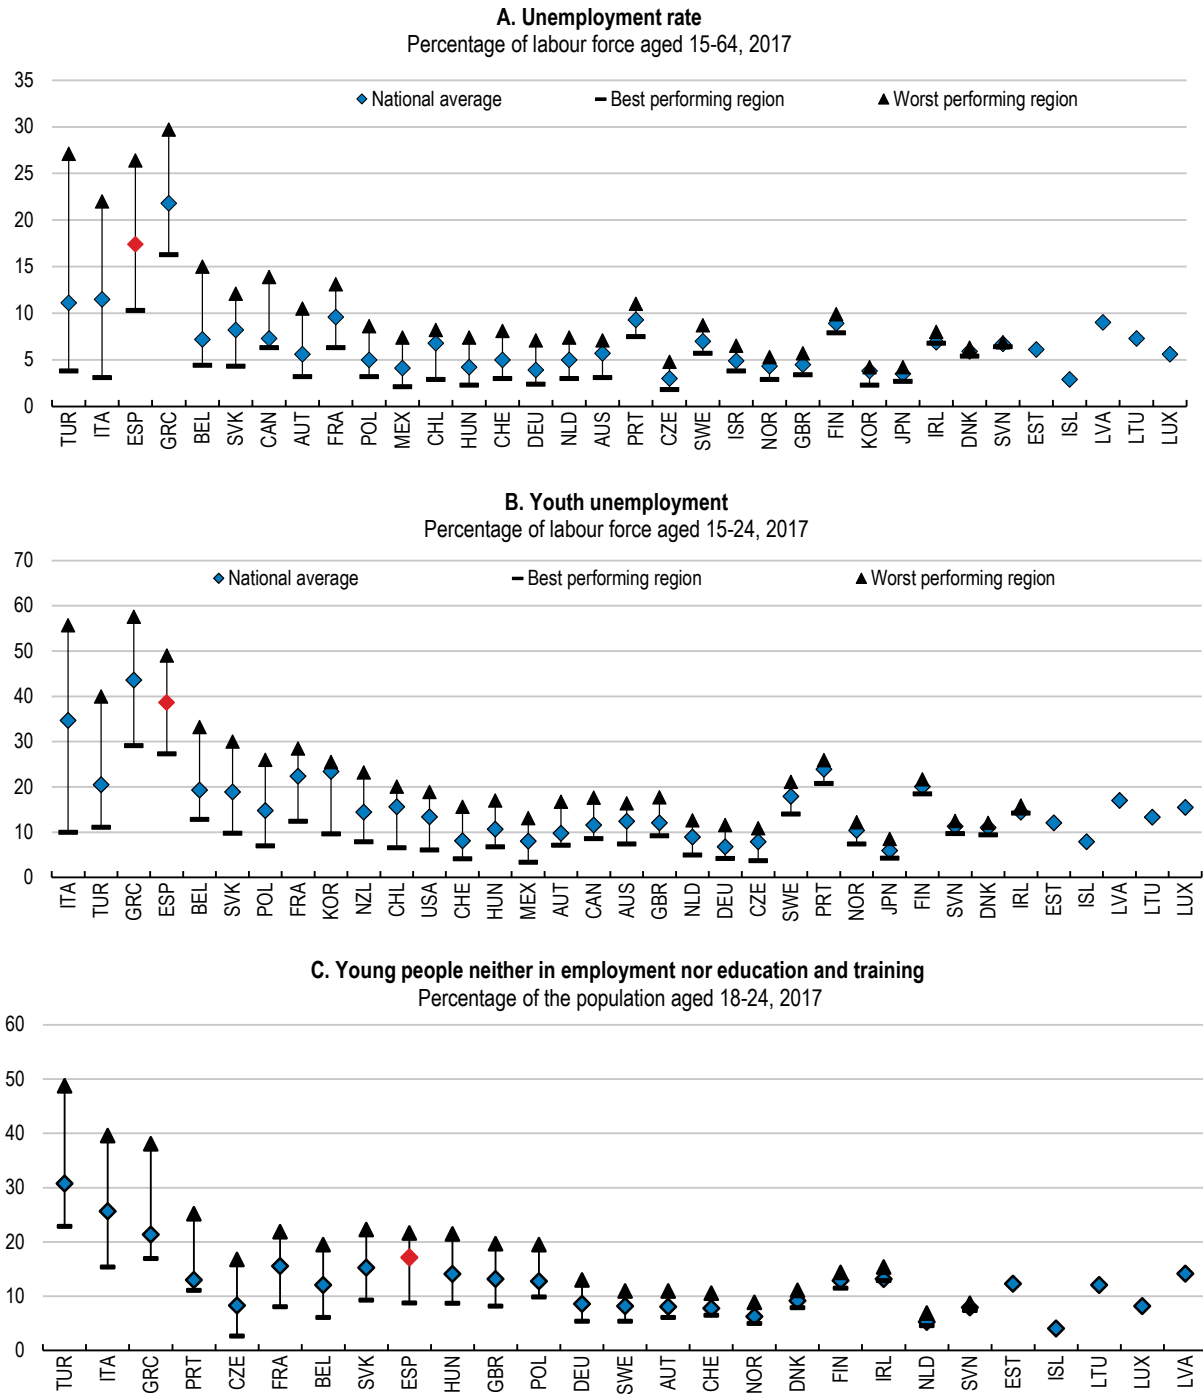 A. Unemployment rate
Percentage of labour force aged 15-64, 2017
35
30
25
20
15
10
5
0
National average
Best performing region
Worst performing region
TUR ITA ESP GRC BEL SVK CAN AUT FRA POL MEX CHL HUN CHE DEU NLD AUS PRT CZE SWE ISR NOR GBR FIN KOR JPN IRL DNK SVN EST ISL LVA LTU LUX
B. Youth unemployment
Percentage of labour force aged 15-24, 2017
70
60
50
40
30
20
10
0
National average
Best performing region
Worst performing region
ITA TUR GRC ESP BEL SVK POL FRA KOR NZL CHL USA CHE HUN MEX AUT CAN AUS GBR NLD DEU CZE SWE PRT NOR JPN FIN SVN DNK IRL EST ISL LVA LTU LUX
C. Young people neither in employment nor education and training
Percentage of the population aged 18-24, 2017
60
50
40
30
20
10
0
TUR ITA GRC PRT CZE FRA BEL SVK ESP HUN GBR POL DEU SWE AUT CHE NOR DNK FIN IRL NLD SVN EST ISL LTU LUX LVA